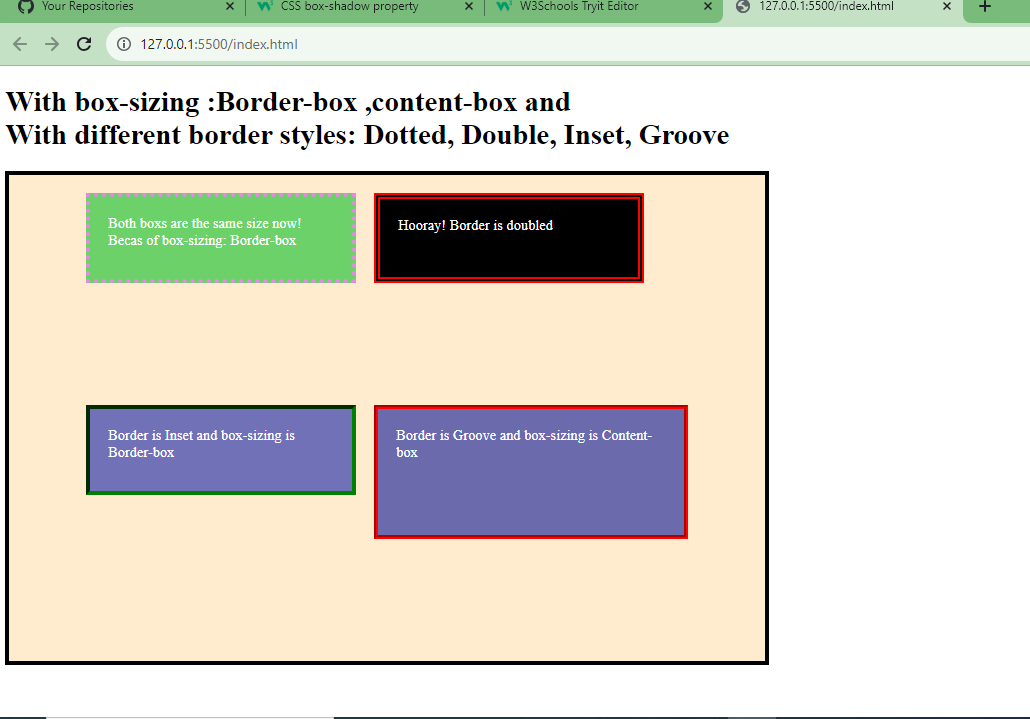 Your Repositories
CSS box-shadow property
W3Schools Tryit Editor
127.0.0.1:5500/index.html
127.0.0.1:5500/index.html
With box-sizing :Border-box ,content-box and
With different border styles: Dotted, Double, Inset, Groove
Both boxs are the same size now!
Becas of box-sizing: Border-box
Hooray! Border is doubled
Border is Inset and box-sizing is
Border-box
Border is Groove and box-sizing is Content-
box